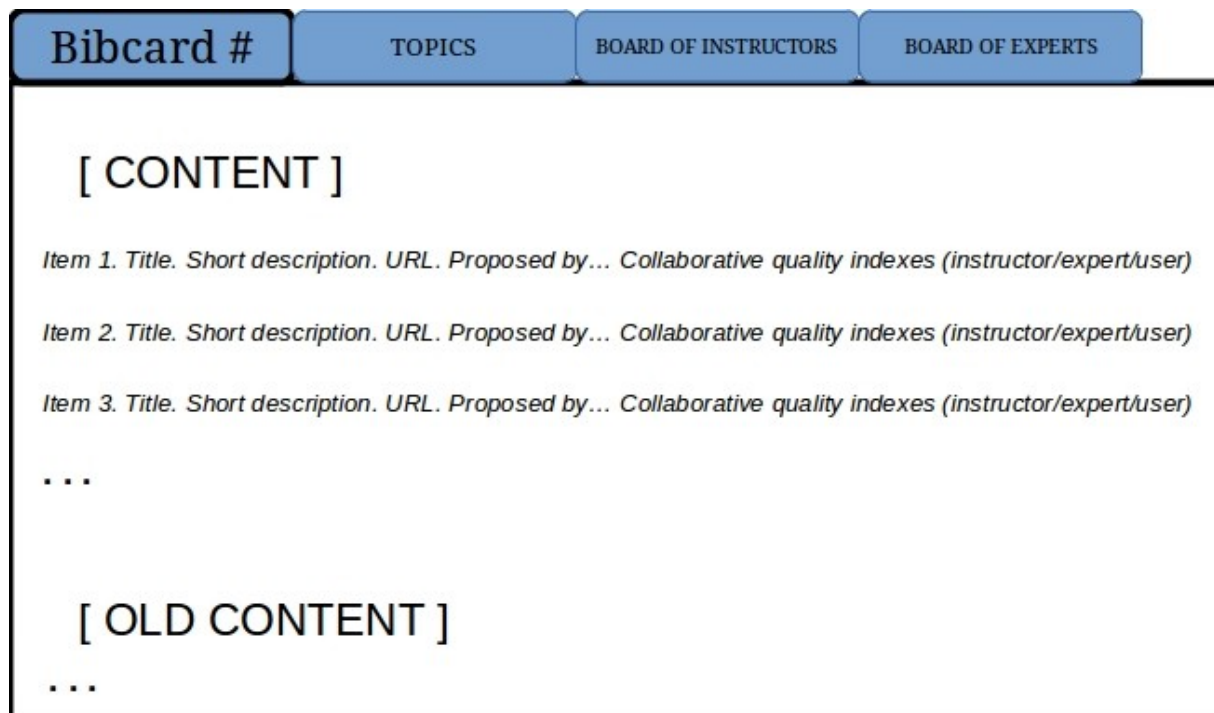 Bibcard # TOPICS BOARD OF INSTRUCTORS BOARD OF EXPERTS
[ CONTENT ]
Item 1. Title. Short description. URL. Proposed by… Collaborative quality indexes (instructor/expert/user)
Item 2. Title. Short description. URL. Proposed by… Collaborative quality indexes (instructor/expert/user)
Item 3. Title. Short description. URL. Proposed by… Collaborative quality indexes (instructor/expert/user)
. . .
[ OLD CONTENT ]
. . .